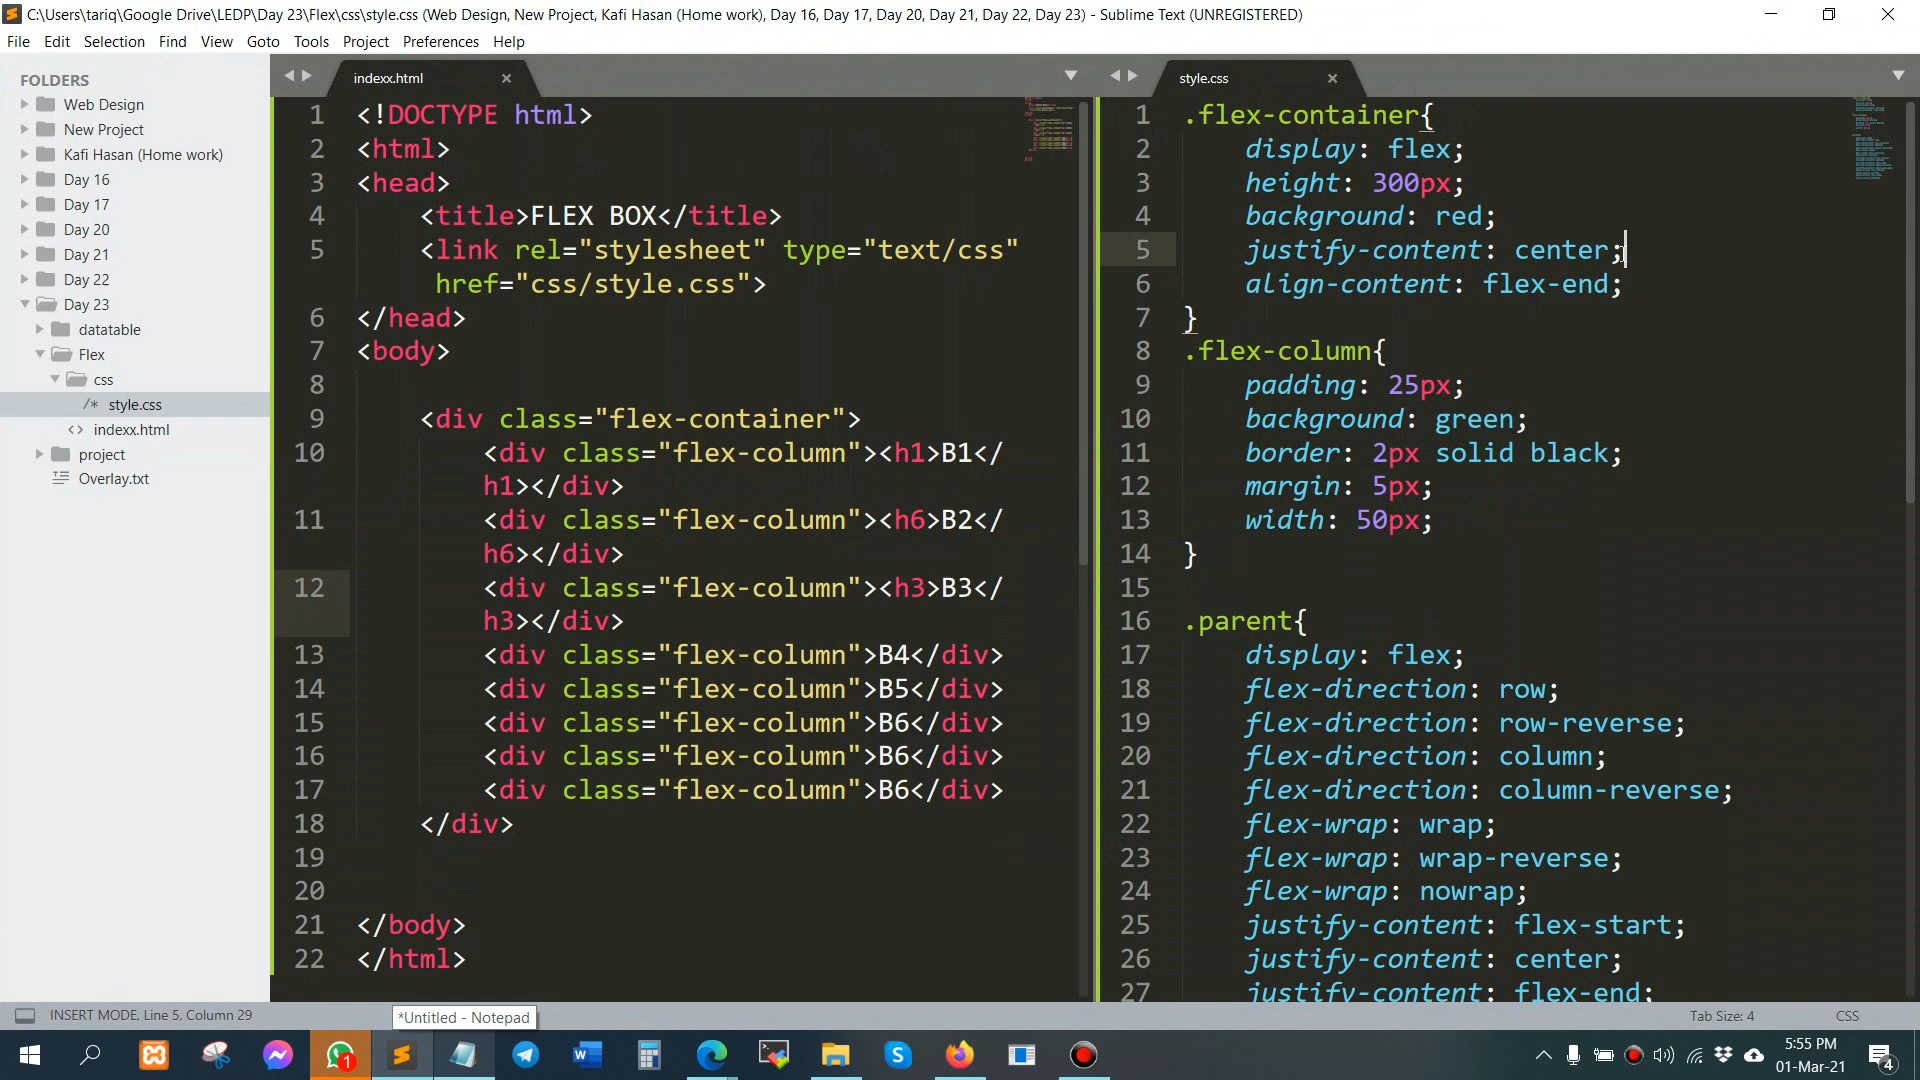 C:\Users\tariq\Google Drive\LEDP\Day 23\Flex\css\style.css (Web Design, New Project, Kafi Hasan (Home work), Day 16, Day 17, Day 20, Day 21, Day 22, Day 23) - Sublime Text (UNREGISTERED)
File Edit Selection Find View Goto Tools Project Preferences Help
FOLDERS
Web Design
New Project
Kafi Hasan (Home work)
Day 16
Day 17
Day 20
Day 21
Day 22
Day 23
datatable
Flex
css
/* style.css
<> indexx.html
project
Overlay.txt
indexx.html
1 <!DOCTYPE html>
2 <html>
3 <head>
4 <title>FLEX BOX</title>
5 <link rel="stylesheet" type="text/css"
href="css/style.css">
6 </head>
7 <body>
8
9 <div class="flex-container">
10 <div class="flex-column"><h1>B1</
h1></div>
11 <div class="flex-column"><h6>B2</
h6></div>
12 <div class="flex-column"><h3>B3</
h3></div>
13 <div class="flex-column">B4</div>
14 <div class="flex-column">B5</div>
15 <div class="flex-column">B6</div>
16 <div class="flex-column">B6</div>
17 <div class="flex-column">B6</div>
18 </div>
19
20
21 </body>
22 </html>
style.css
1 .flex-container{
2 display: flex;
3 height: 300px;
4 background: red;
5 justify-content: center;
6 align-content: flex-end;
7 }
8 .flex-column{
9 padding: 25px;
10 background: green;
11 border: 2px solid black;
12 margin: 5px;
13 width: 50px;
14 }
15
16 .parent{
17 display: flex;
18 flex-direction: row;
19 flex-direction: row-reverse;
20 flex-direction: column;
21 flex-direction: column-reverse;
22 flex-wrap: wrap;
23 flex-wrap: wrap-reverse;
24 flex-wrap: nowrap;
25 justify-content: flex-start;
26 justify-content: center;
27 justify-content: flex-end;
INSERT MODE, Line 5, Column 29
*Untitled - Notepad
Tab Size: 4
CSS
1
5:55 PM
01-Mar-21
4